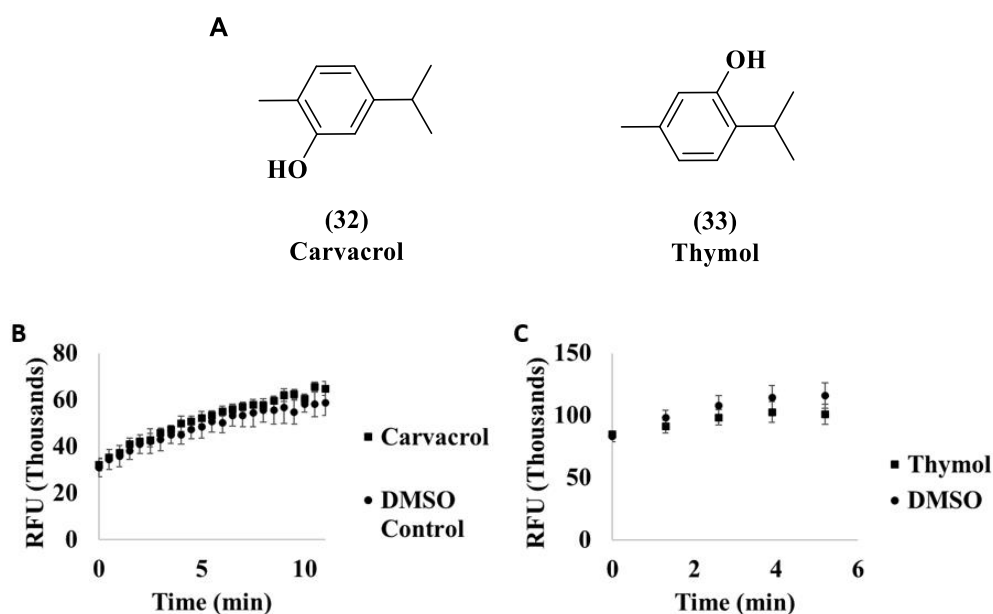 A
HO
(32)
Carvacrol
OH
(33)
Thymol
B
RFU (Thousands)
80
60
40
20
0
0
5
10
Time (min)
Carvacrol
DMSO
Control
C
RFU (Thousands)
150
100
50
0
0
2
4
6
Time (min)
Thymol
DMSO